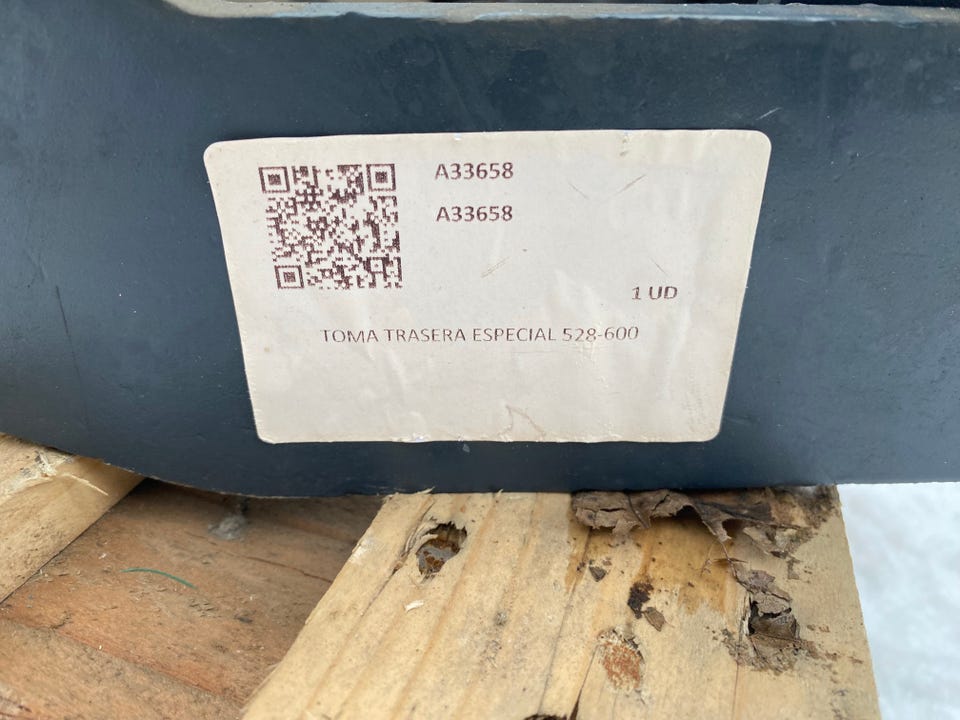 A33658
A33658
1 UD
TOMA TRASERA ESPECIAL 528-600